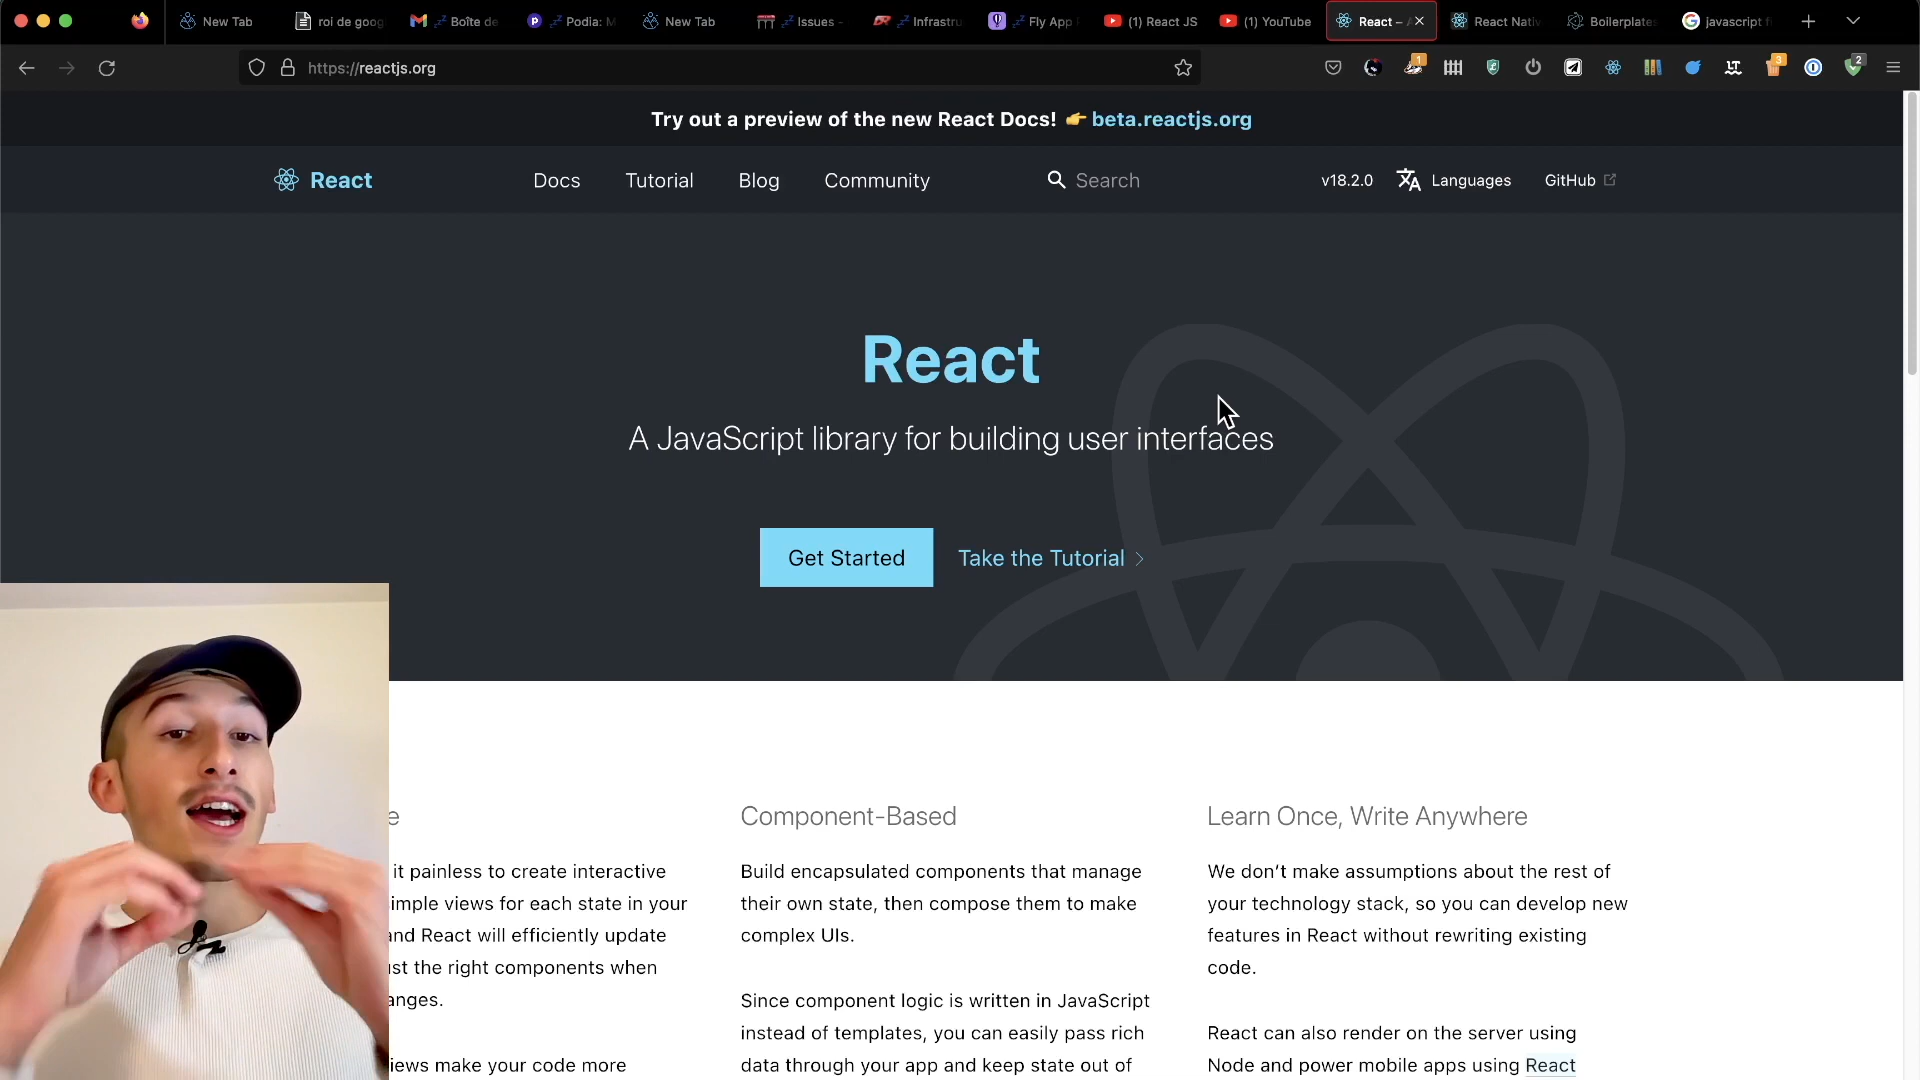 New Tab
roi de goog
Boîte de
Podia: M
New Tab
Issues -
Infrastru
Fly App
(1) React JS
(1) YouTube
React –
React Nativ
Boilerplate
javascript f
https://reactjs.org
1
3
2
Try out a preview of the new React Docs! 👉 beta.reactjs.org
React
Docs
Tutorial
Blog
Community
Search
v18.2.0
Languages
GitHub
React
A JavaScript library for building user interfaces
Get Started
Take the Tutorial
e
it painless to create interactive
imple views for each state in your
and React will efficiently update
ust the right components when
anges.
iews make your code more
Component-Based
Build encapsulated components that manage
their own state, then compose them to make
complex UIs.
Since component logic is written in JavaScript
instead of templates, you can easily pass rich
data through your app and keep state out of
Learn Once, Write Anywhere
We don’t make assumptions about the rest of
your technology stack, so you can develop new
features in React without rewriting existing
code.
React can also render on the server using
Node and power mobile apps using React